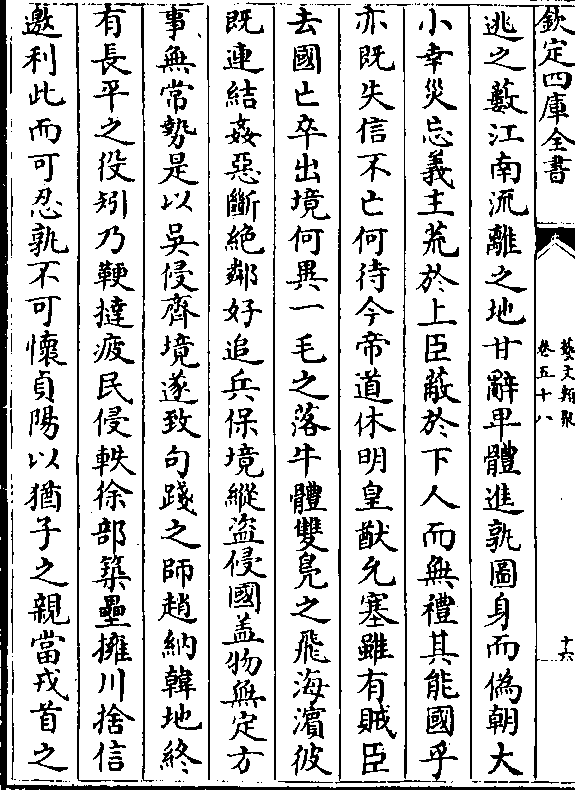 欽定四庫全書
藝文類聚
卷五十八
十六
逃之藪江南流離之地甘辭卑體進孰圖身而偽朝大
小幸災忘義主荒於上臣蔽於下人而無禮其能國乎
亦既失信不亡何待今帝道休明皇猷允塞雖有賊臣
去國亡卒出境何異一毛之落牛體雙鳧之飛海濵彼
既連結姦惡斷絶鄰好追兵保境縱盜侵國盖物無定方
事無常勢是以吳侵齊境遂致句踐之師趙納韓地終
有長平之役矧乃鞭撻疲民侵軼徐部築壘擁川捨信
邀利此而可忍孰不可懷貞陽以猶子之親當戎首之